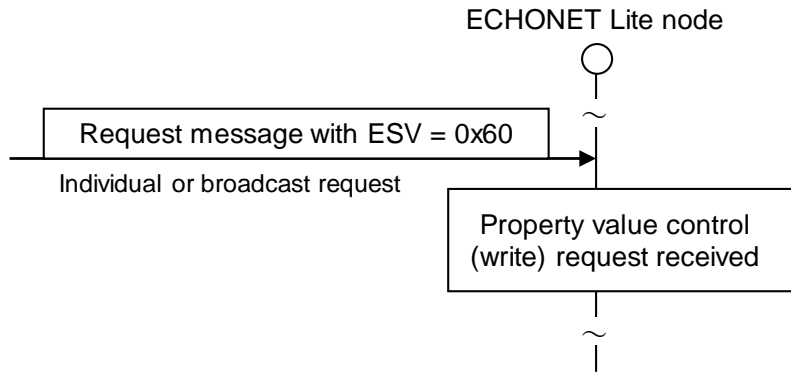 ECHONET Lite node
～
Request message with ESV = 0x60
Individual or broadcast request
Property value control
(write) request received
～